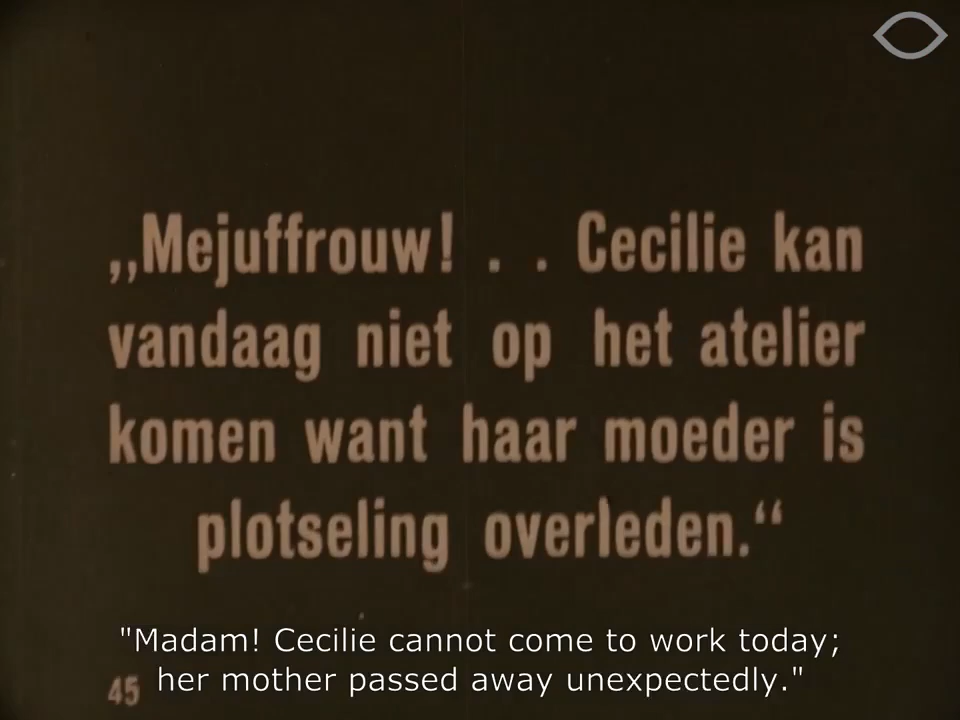 „Mejuffrouw! . . Cecilie kan
vandaag niet op het atelier
komen want haar moeder is
plotseling overleden.“
"Madam! Cecilie cannot come to work today;
her mother passed away unexpectedly."
45